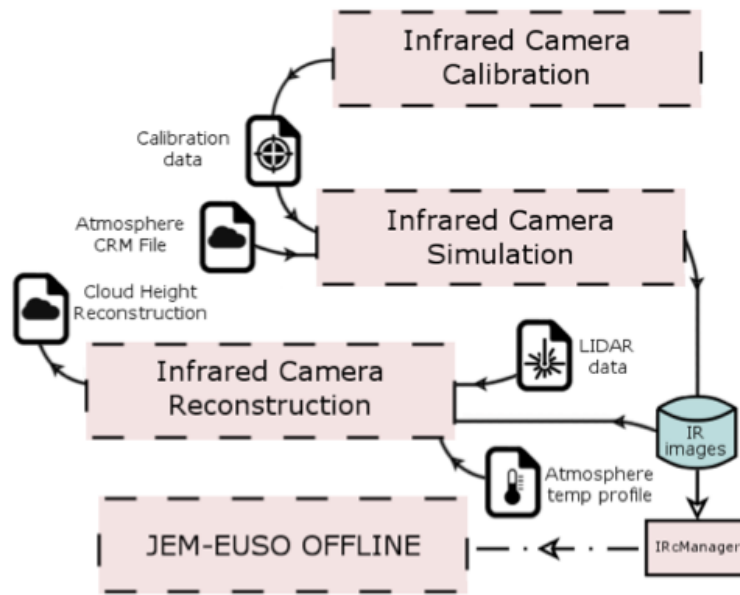 Infrared Camera
Calibration
Calibration
data
Atmosphere
CRM File
Infrared Camera
Simulation
Cloud Height
Reconstruction
LIDAR
data
Infrared Camera
Reconstruction
IR
images
Atmosphere
temp profile
JEM-EUSO OFFLINE
IRcManager